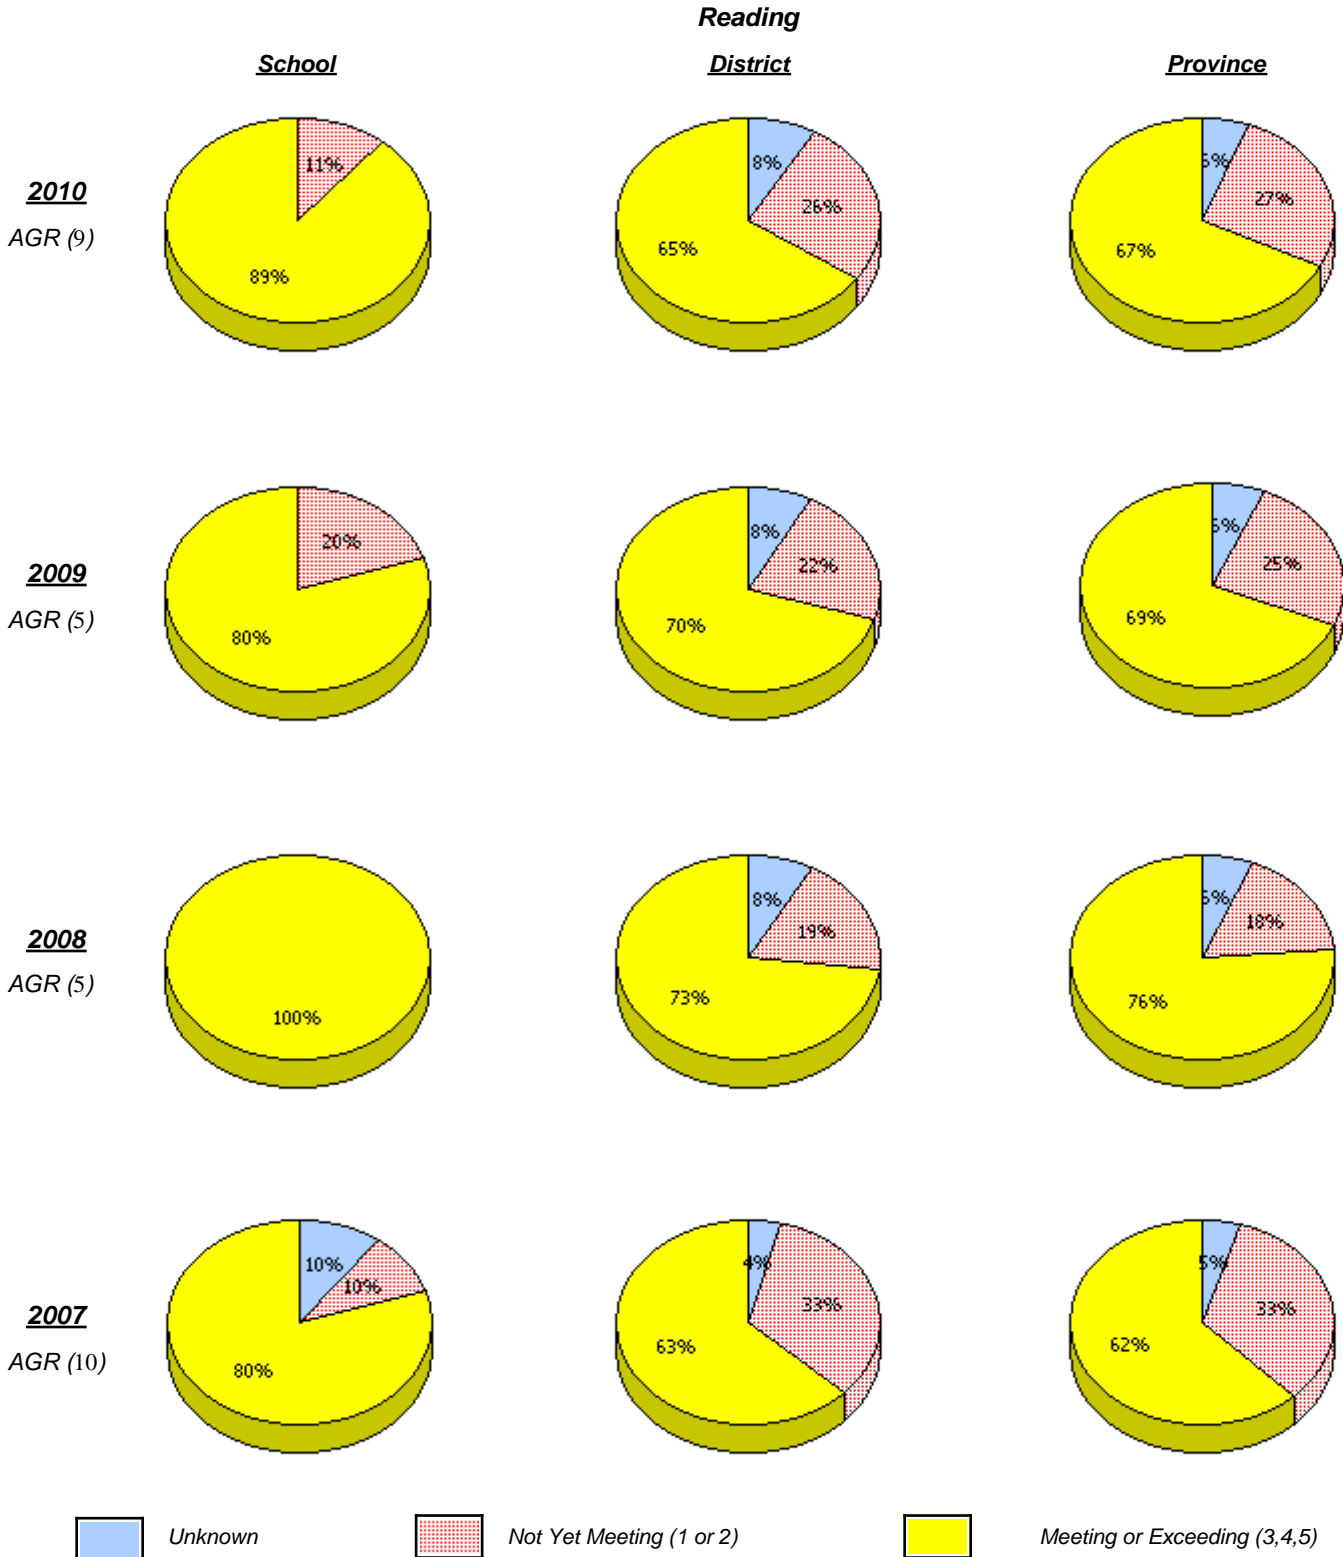 Reading
School District Province
11% 8% 27%
26%
2010
AGR (9)
89% 65% 67%
20% 8% 25%
22%
2009
AGR (5)
80% 70% 69%
8% 18%
19%
2008
AGR (5)
100% 73% 76%
10% 4% 5%
10% 33% 33%
2007
AGR (10)
80% 63% 62%
Unknown Not Yet Meeting (1 or 2) Meeting or Exceeding (3,4,5)